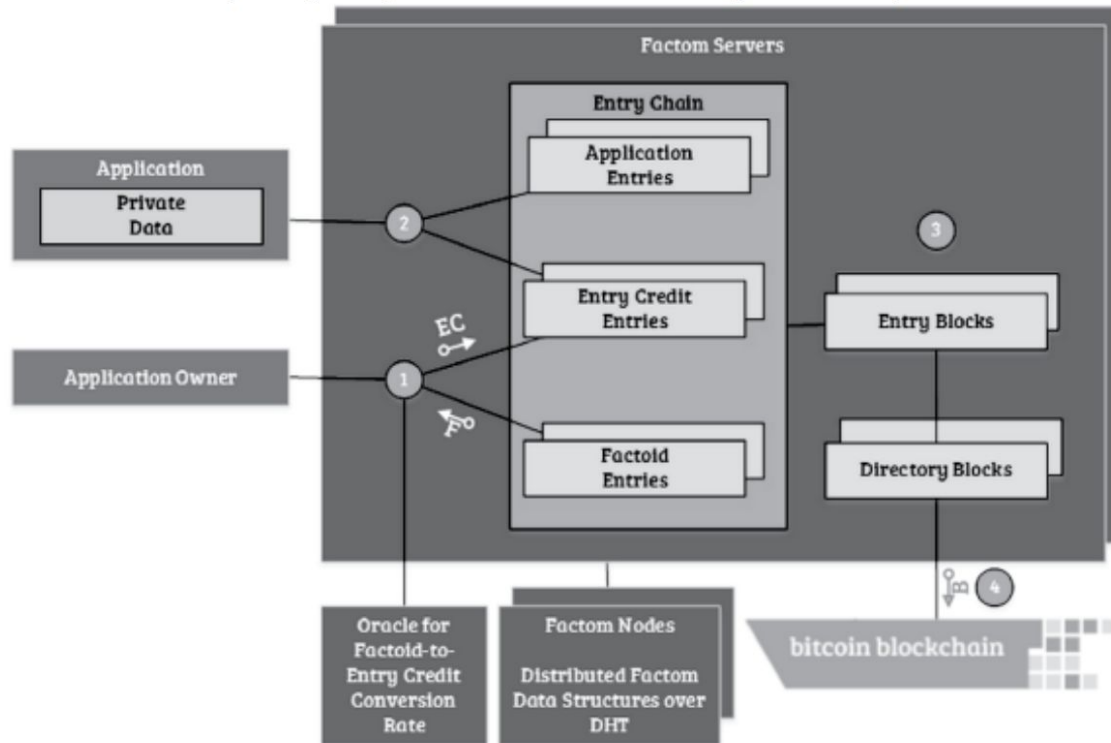 Factom Servers
Entry Chain
Application
Entries
Application
Private
Data
2
3
Entry Credit
Entries
Entry Blocks
EC
Application Owner
1
F
Factoid
Entries
Directory Blocks
B
4
Oracle for
Factoid-to-
Entry Credit
Conversion
Rate
Factom Nodes
Distributed Factom
Data Structures over
DHT
bitcoin blockchain